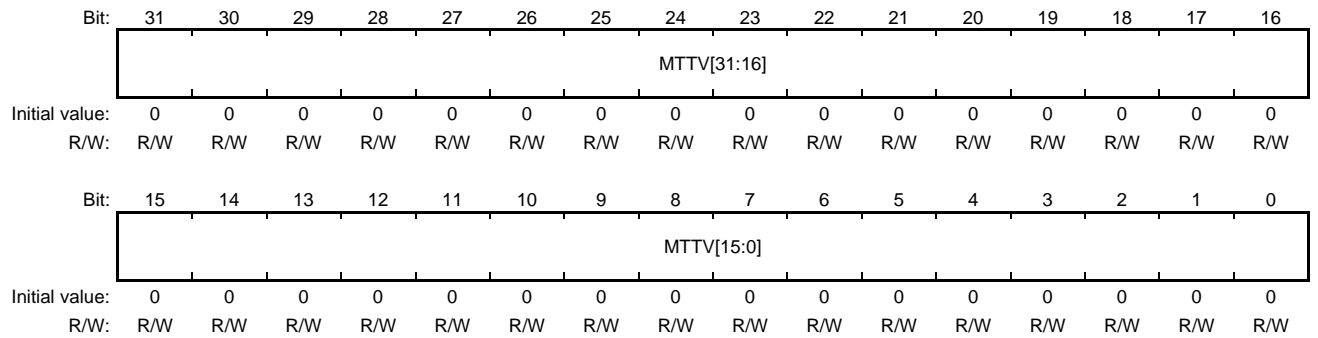 Bit: 31 30 29 28 27 26 25 24 23 22 21 20 19 18 17 16
MTTV[31:16]
Initial value: 0 0 0 0 0 0 0 0 0 0 0 0 0 0 0 0
R/W: R/W R/W R/W R/W R/W R/W R/W R/W R/W R/W R/W R/W R/W R/W R/W R/W
Bit: 15 14 13 12 11 10 9 8 7 6 5 4 3 2 1 0
MTTV[15:0]
Initial value: 0 0 0 0 0 0 0 0 0 0 0 0 0 0 0 0
R/W: R/W R/W R/W R/W R/W R/W R/W R/W R/W R/W R/W R/W R/W R/W R/W R/W